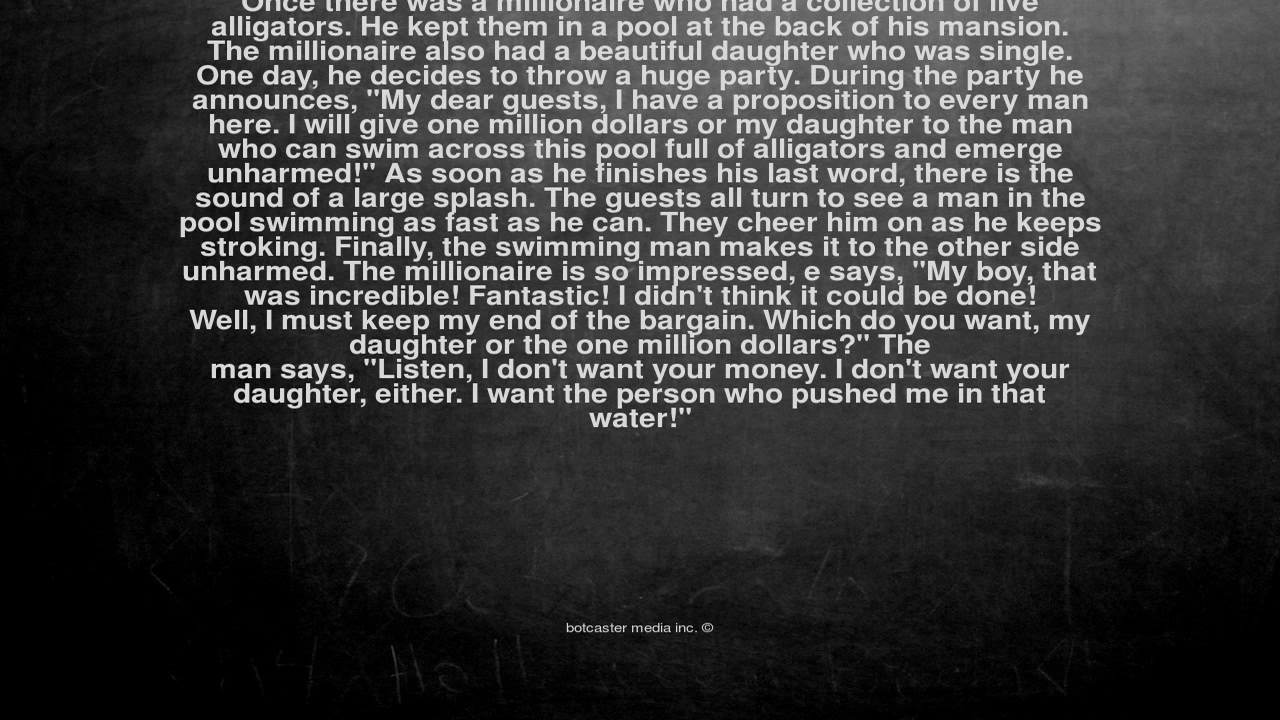 Once there was a millionaire who had a collection of live
alligators. He kept them in a pool at the back of his mansion.
The millionaire also had a beautiful daughter who was single.
One day, he decides to throw a huge party. During the party he
announces, "My dear guests, I have a proposition to every man
here. I will give one million dollars or my daughter to the man
who can swim across this pool full of alligators and emerge
unharmed!" As soon as he finishes his last word, there is the
sound of a large splash. The guests all turn to see a man in the
pool swimming as fast as he can. They cheer him on as he keeps
stroking. Finally, the swimming man makes it to the other side
unharmed. The millionaire is so impressed, e says, "My boy, that
was incredible! Fantastic! I didn't think it could be done!
Well, I must keep my end of the bargain. Which do you want, my
daughter or the one million dollars?" The
man says, "Listen, I don't want your money. I don't want your
daughter, either. I want the person who pushed me in that
water!"
botcaster media inc. ©